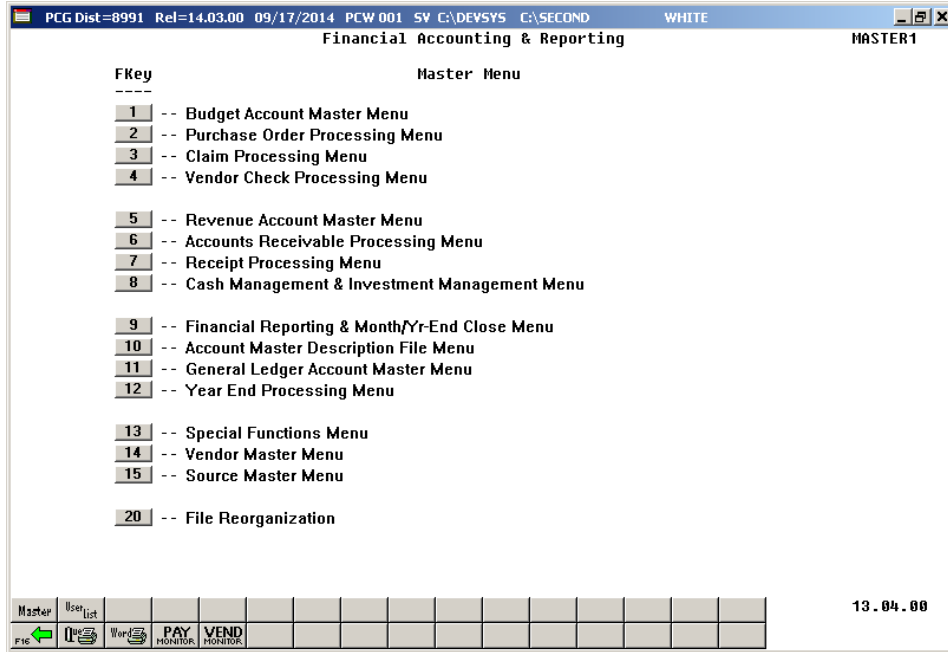 PCG Dist=8991 Rel=14.03.00 09/17/2014 PCW 001 SV C:\DEVSYS C:\SECOND WHITE
Financial Accounting & Reporting MASTER1
FKey Master Menu
----
1 -- Budget Account Master Menu
2 -- Purchase Order Processing Menu
3 -- Claim Processing Menu
4 -- Vendor Check Processing Menu
5 -- Revenue Account Master Menu
6 -- Accounts Receivable Processing Menu
7 -- Receipt Processing Menu
8 -- Cash Management & Investment Management Menu
9 -- Financial Reporting & Month/Yr-End Close Menu
10 -- Account Master Description File Menu
11 -- General Ledger Account Master Menu
12 -- Year End Processing Menu
13 -- Special Functions Menu
14 -- Vendor Master Menu
15 -- Source Master Menu
20 -- File Reorganization
Master User list 13.04.00
F16 Que Word PAY MONITOR VEND MONITOR